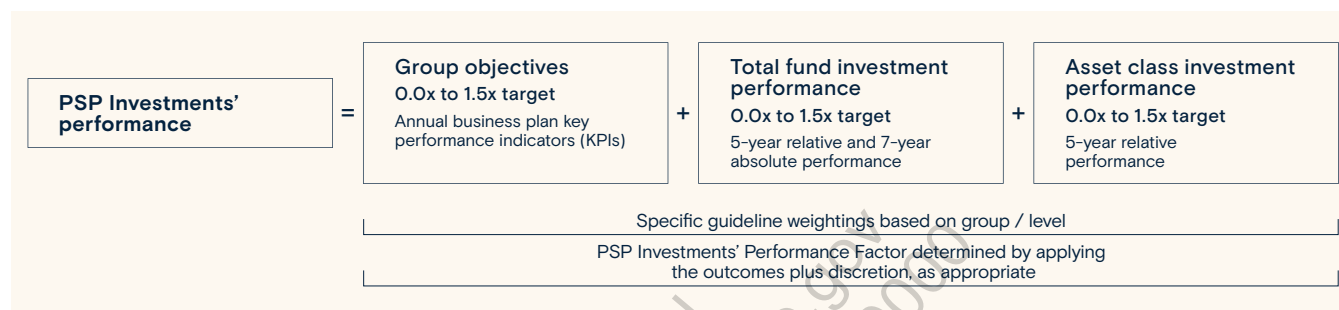 PSP Investments'
performance
=
Group objectives
0.0x to 1.5x target
Annual business plan key
performance indicators (KPIs)
+
Total fund investment
performance
0.0x to 1.5x target
5-year relative and 7-year
absolute performance
+
Asset class investment
performance
0.0x to 1.5x target
5-year relative
performance
Specific guideline weightings based on group / level
PSP Investments' Performance Factor determined by applying
the outcomes plus discretion, as appropriate